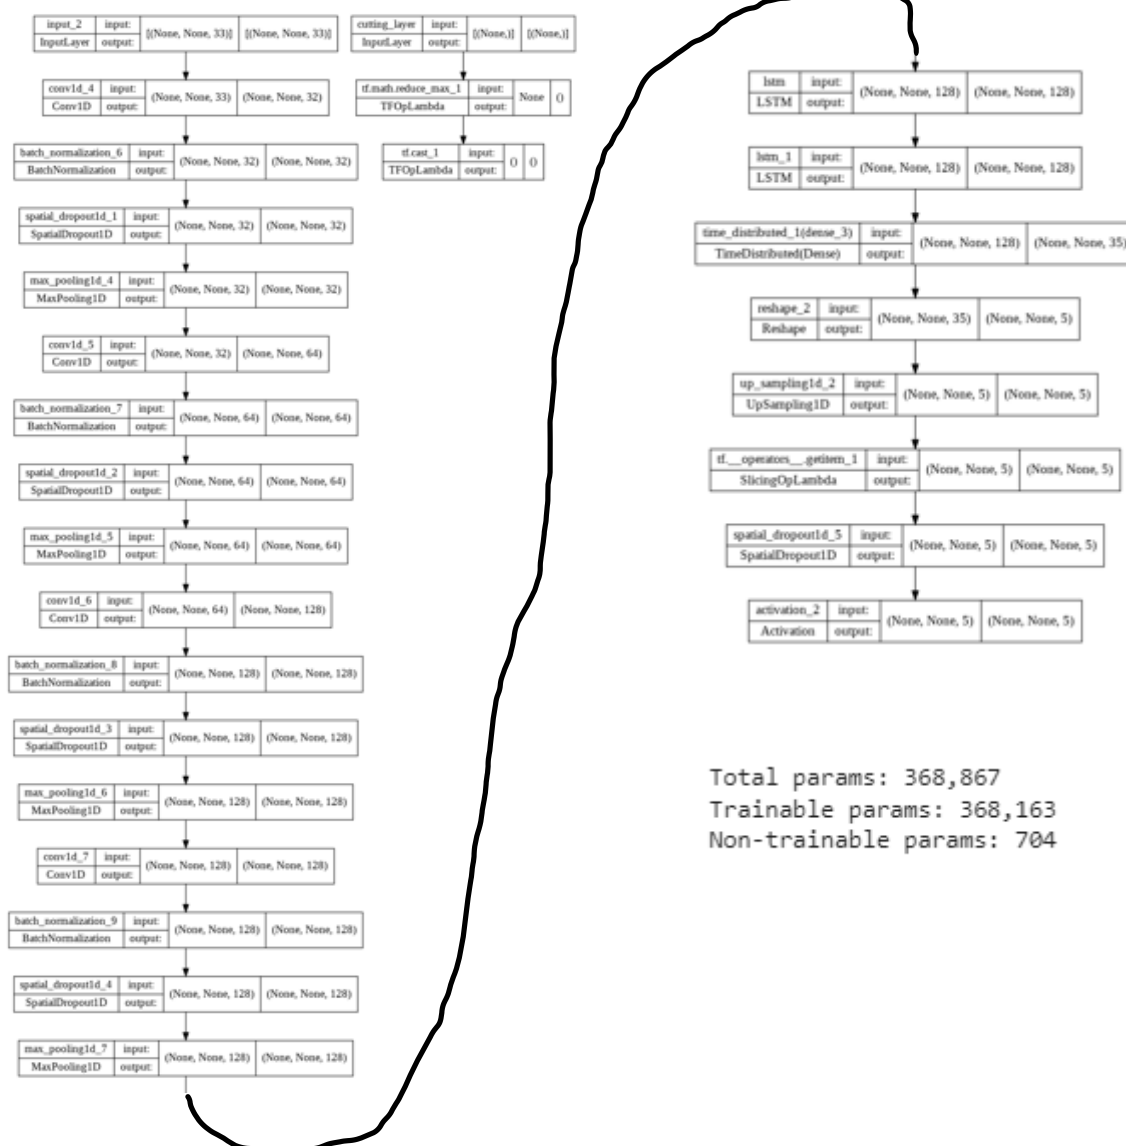 input_2 input: [(None, None, 33)] [(None, None, 33)]
InputLayer output:
conv1d_4 input: (None, None, 33) (None, None, 32)
Conv1D output:
batch_normalization_6 input: (None, None, 32) (None, None, 32)
BatchNormalization output:
spatial_dropout1d_1 input: (None, None, 32) (None, None, 32)
SpatialDropout1D output:
max_pooling1d_4 input: (None, None, 32) (None, None, 32)
MaxPooling1D output:
conv1d_5 input: (None, None, 32) (None, None, 64)
Conv1D output:
batch_normalization_7 input: (None, None, 64) (None, None, 64)
BatchNormalization output:
spatial_dropout1d_2 input: (None, None, 64) (None, None, 64)
SpatialDropout1D output:
max_pooling1d_5 input: (None, None, 64) (None, None, 64)
MaxPooling1D output:
conv1d_6 input: (None, None, 64) (None, None, 128)
Conv1D output:
batch_normalization_8 input: (None, None, 128) (None, None, 128)
BatchNormalization output:
spatial_dropout1d_3 input: (None, None, 128) (None, None, 128)
SpatialDropout1D output:
max_pooling1d_6 input: (None, None, 128) (None, None, 128)
MaxPooling1D output:
conv1d_7 input: (None, None, 128) (None, None, 128)
Conv1D output:
batch_normalization_9 input: (None, None, 128) (None, None, 128)
BatchNormalization output:
spatial_dropout1d_4 input: (None, None, 128) (None, None, 128)
SpatialDropout1D output:
max_pooling1d_7 input: (None, None, 128) (None, None, 128)
MaxPooling1D output:
cutting_layer input: [(None,)] [(None,)]
InputLayer output:
tf.math.reduce_max_1 input: None ()
TFOpLambda output:
tf.cast_1 input: () ()
TFOpLambda output:
lstm input: (None, None, 128) (None, None, 128)
LSTM output:
lstm_1 input: (None, None, 128) (None, None, 128)
LSTM output:
time_distributed_1(dense_3) input: (None, None, 128) (None, None, 35)
TimeDistributed(Dense) output:
reshape_2 input: (None, None, 35) (None, None, 5)
Reshape output:
up_sampling1d_2 input: (None, None, 5) (None, None, 5)
UpSampling1D output:
tf.__operators__.getitem_1 input: (None, None, 5) (None, None, 5)
SlicingOpLambda output:
spatial_dropout1d_5 input: (None, None, 5) (None, None, 5)
SpatialDropout1D output:
activation_2 input: (None, None, 5) (None, None, 5)
Activation output:
Total params: 368,867
Trainable params: 368,163
Non-trainable params: 704